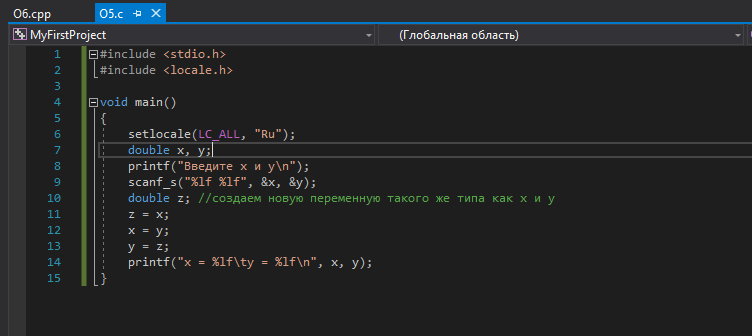 O6.cpp O5.c
MyFirstProject (Глобальная область)
1 #include <stdio.h>
2 #include <locale.h>
3
4 void main()
5 {
6 setlocale(LC_ALL, "Ru");
7 double x, y;
8 printf("Введите x и y\n");
9 scanf_s("%lf %lf", &x, &y);
10 double z; //создаем новую переменную такого же типа как x и y
11 z = x;
12 x = y;
13 y = z;
14 printf("x = %lf\ty = %lf\n", x, y);
15 }